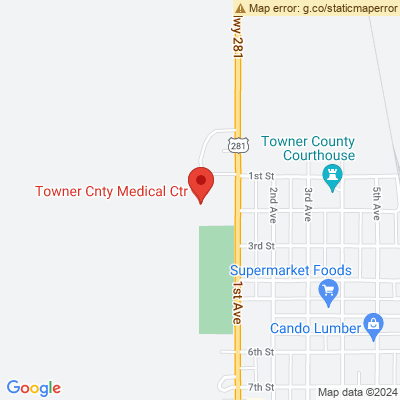 Map error: g.co/staticmaperror
Hwy 281
281
Towner County
Courthouse
1st St
Towner Cnty Medical Ctr
2nd Ave
3rd Ave
5th Ave
3rd St
Supermarket Foods
1st Ave
Cando Lumber
6th St
7th St
Google
Map data ©2024